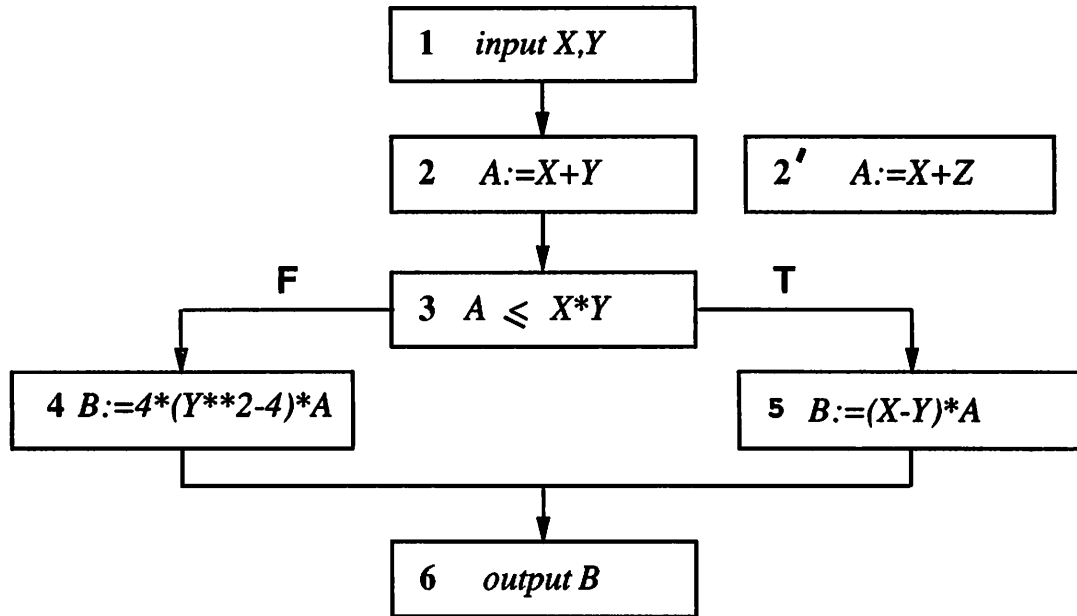 1 input X,Y
2 A:=X+Y
2' A:=X+Z
F
T
3 A ⩽ X*Y
4 B:=4*(Y**2-4)*A
5 B:=(X-Y)*A
6 output B